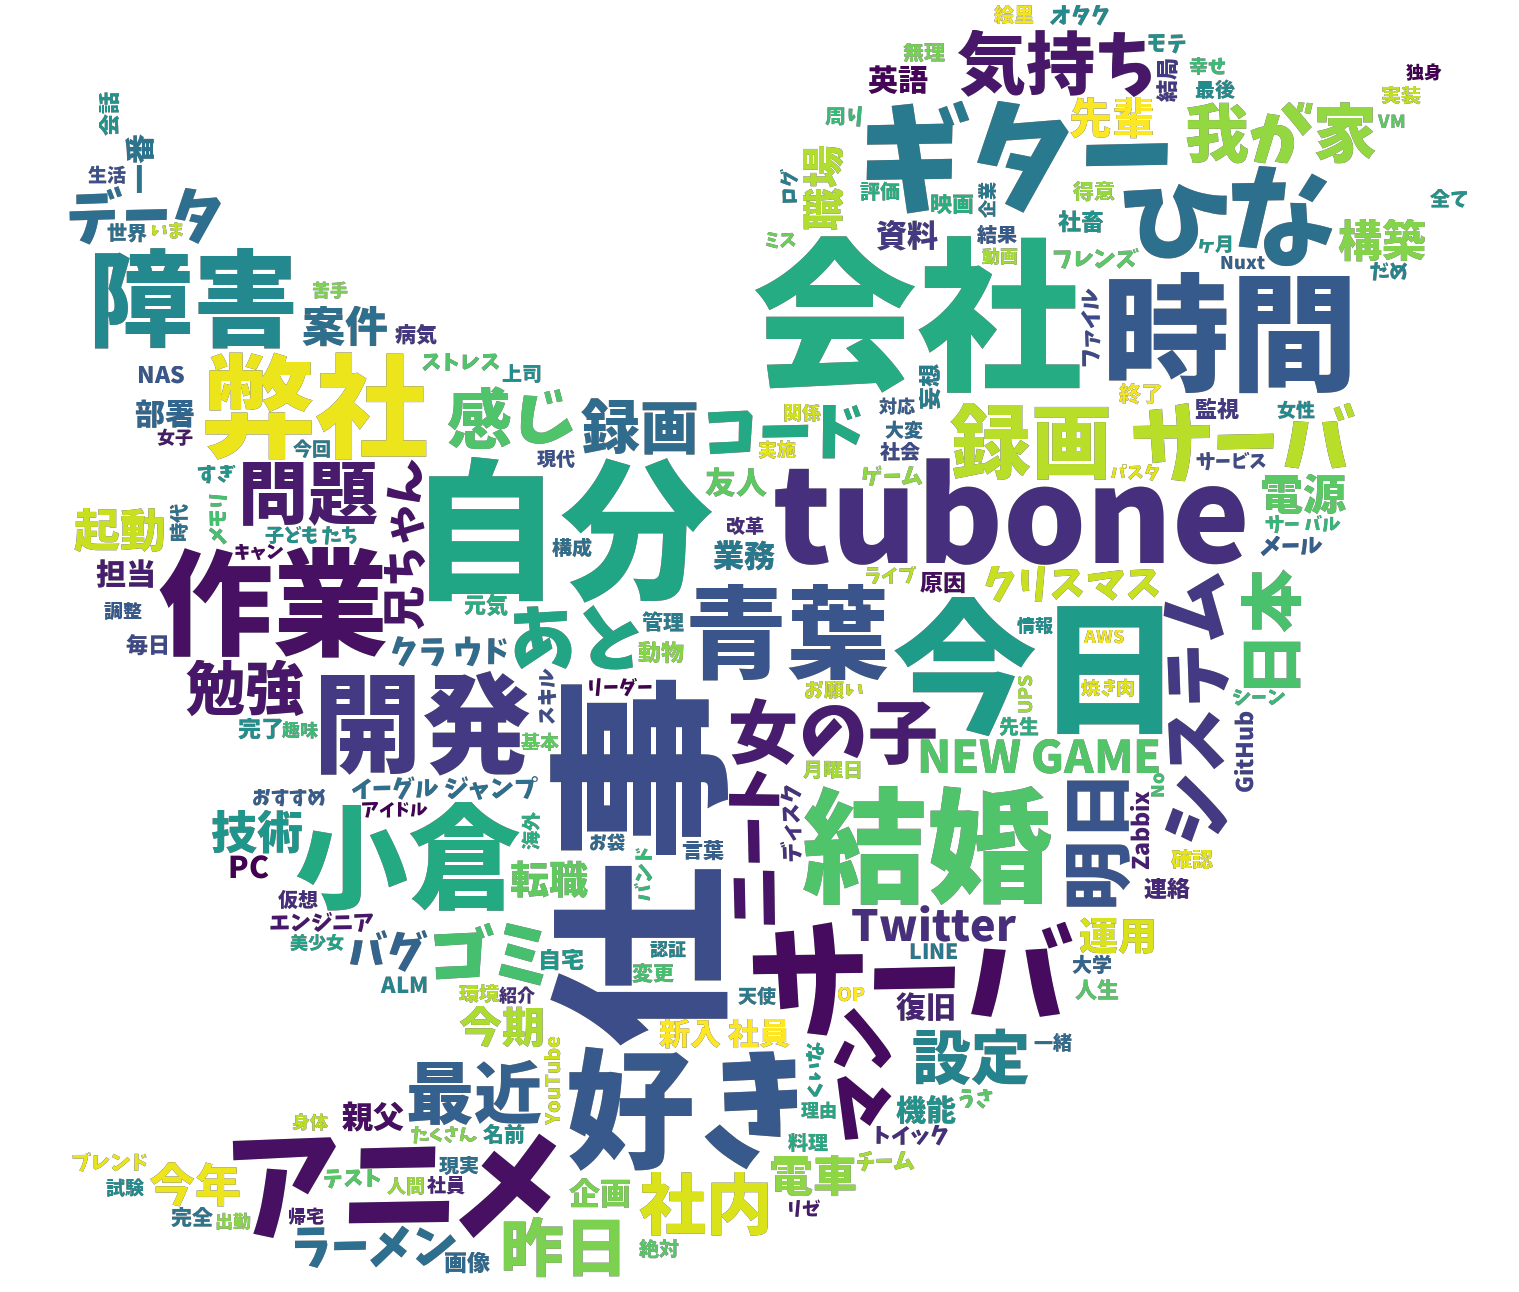 絵里
オタク
無理
気持ち
モテ
英語
結局
幸せ
最後
独身
実装
会話
周り
ギター
先輩
我が家
VM
一番
生活
職場
ログ
評価
映画
企業
得意
ひな
全て
データ
世界
いま
資料
結果
社畜
ヶ月
構築
ミス
動画
フレンズ
Nuxt
だめ
障害
苦手
会社
時間
ファイル
案件
病気
NAS
弊社
ストレス
上司
妄想
終了
部署
感じ
録画
コード
関係
対応
録画
監視
女性
女子
今回
大変
サーバ
実施
社会
現代
すぎ
問題
自分
友人
ゲーム
tubone
パスタ
サービス
電源
メモリ
時代
起動
子どもたち
兄ちゃん
改革
サーバル
キャン
構成
業務
メール
担当
作業
ライブ
原因
クリスマス
システム
日本
調整
元気
あと
管理
青葉
今日
情報
AWS
毎日
クラウド
動物
勉強
開発
スキル
リーダー
お願い
UPS
焼き肉
シーン
完了
趣味
基本
仕事
女の子
先生
GitHub
NEW GAME
月曜日
イーグルジャンプ
ニート
ディスク
No
おすすめ
アイドル
技術
小倉
海外
お袋
言葉
結婚
明日
Zabbix
PC
転職
バンド
確認
仮想
連絡
エンジニア
Twitter
美少女
バグ
ゴミ
自宅
認証
サーバ
LINE
運用
変更
大学
ALM
環境
紹介
天使
OP
復旧
人生
今期
新入社員
マン
設定
一緒
YouTube
最近
好き
くいな
理由
機能
うさ
身体
親父
たくさん
名前
料理
トイック
ブレンド
アニメ
現実
電車
チーム
試験
今年
テスト
人間
社員
企画
社内
リゼ
完全
出勤
帰宅
ラーメン
画像
昨日
絶対